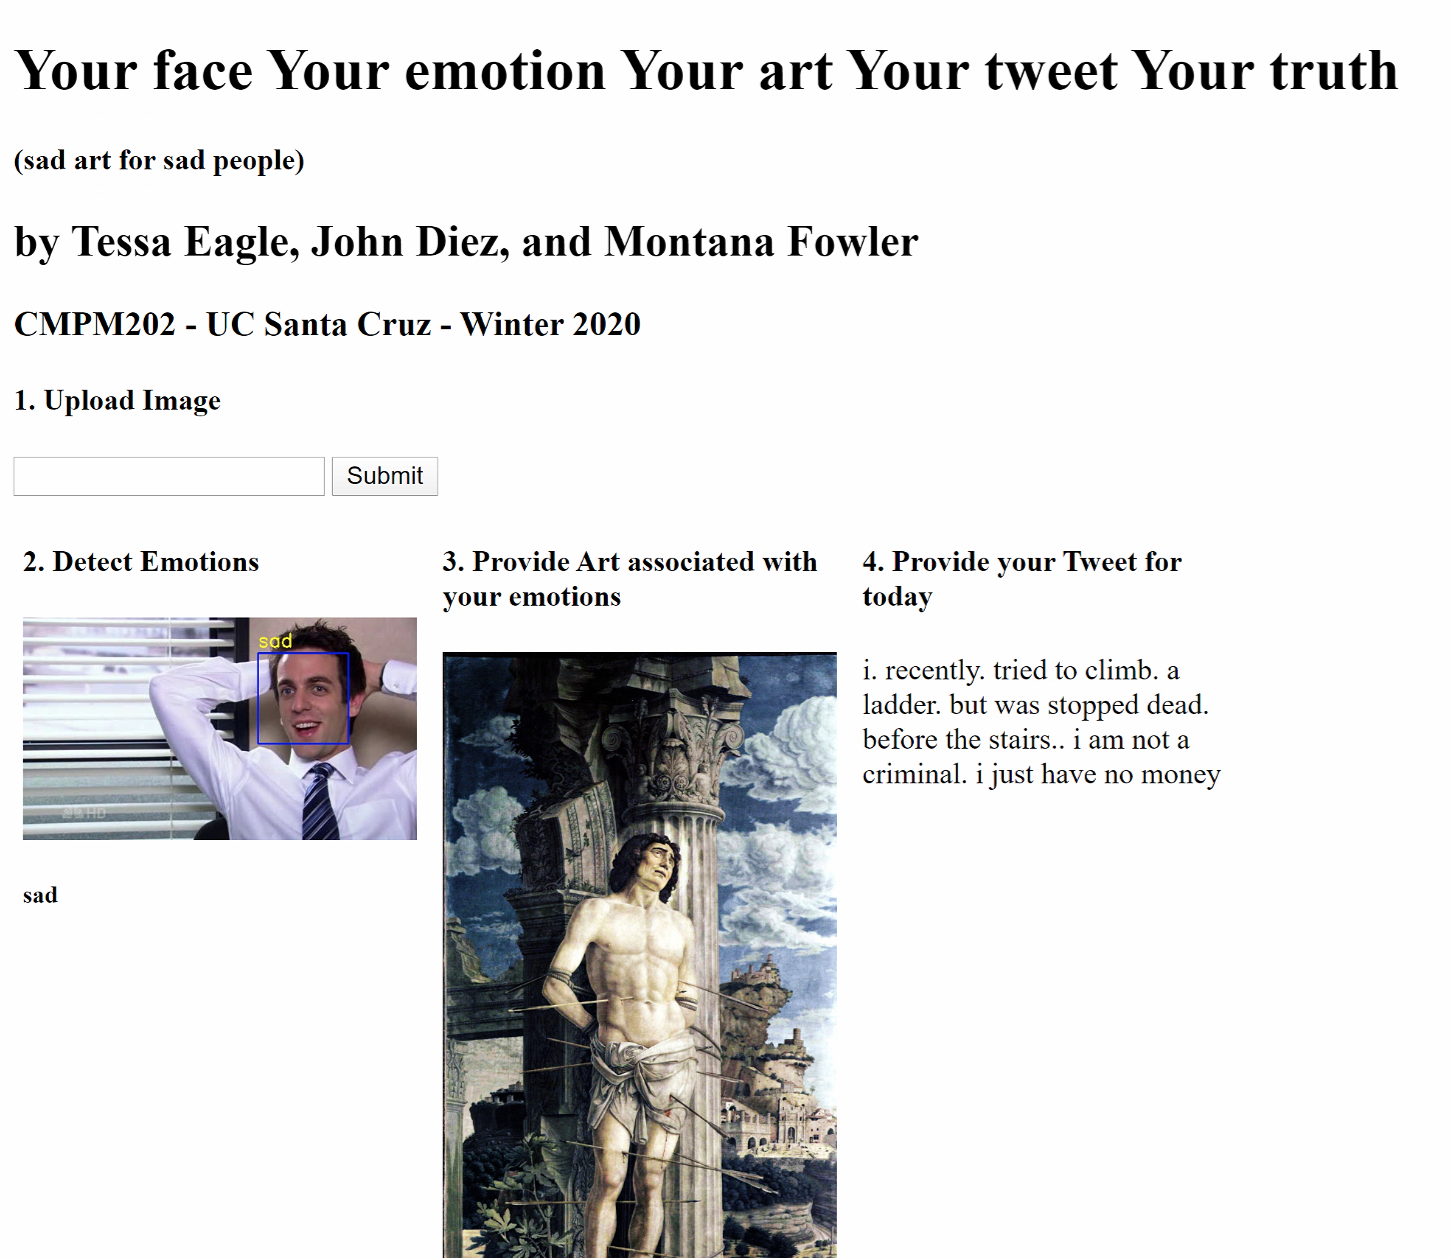 Your face Your emotion Your art Your tweet Your truth
(sad art for sad people)
by Tessa Eagle, John Diez, and Montana Fowler
CMPM202 - UC Santa Cruz - Winter 2020
1. Upload Image
Submit
2. Detect Emotions
sad
HD
sad
3. Provide Art associated with
your emotions
4. Provide your Tweet for
today
i. recently. tried to climb. a
ladder. but was stopped dead.
before the stairs.. i am not a
criminal. i just have no money